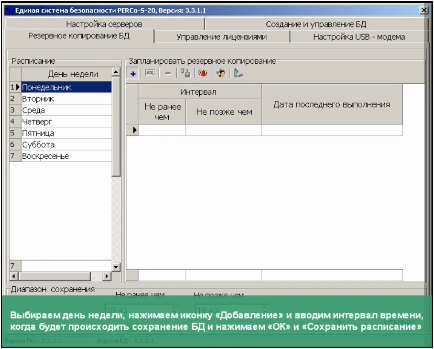 Единая система безопасности PERCo-S-20, Версия: 3.3.1.1
Настройка серверов
Создание и управление БД
Резервное копирование БД
Управление лицензиями
Настройка USB - модема
Расписание
День недели
1 Понедельник
2 Вторник
3 Среда
4 Четверг
5 Пятница
6 Суббота
7 Воскресенье
7
Запланировать резервное копирование
Интервал
Не ранее чем
Не позже чем
Дата последнего выполнения
Диапазон сохранения
Не ранее чем
Не позже чем
Выбираем день недели, нажимаем иконку «Добавление» и вводим интервал времени,
когда будет происходить сохранение БД и нажимаем «ОК» и «Сохранить расписание»